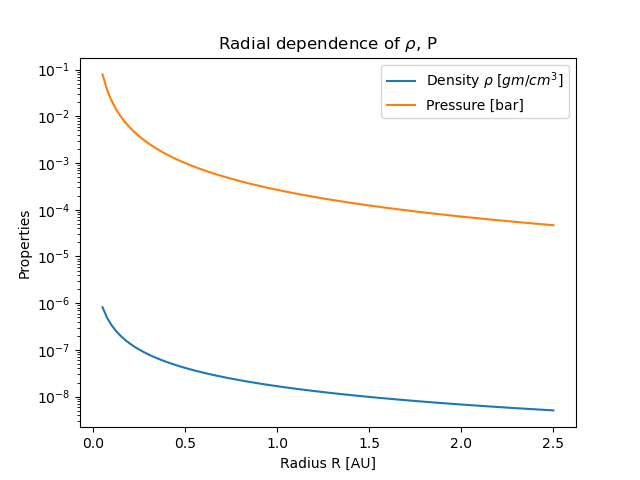 Radial dependence of ρ, P
Density ρ [gm/cm³]
Pressure [bar]
Properties
10⁻¹
10⁻²
10⁻³
10⁻⁴
10⁻⁵
10⁻⁶
10⁻⁷
10⁻⁸
0.0 0.5 1.0 1.5 2.0 2.5
Radius R [AU]